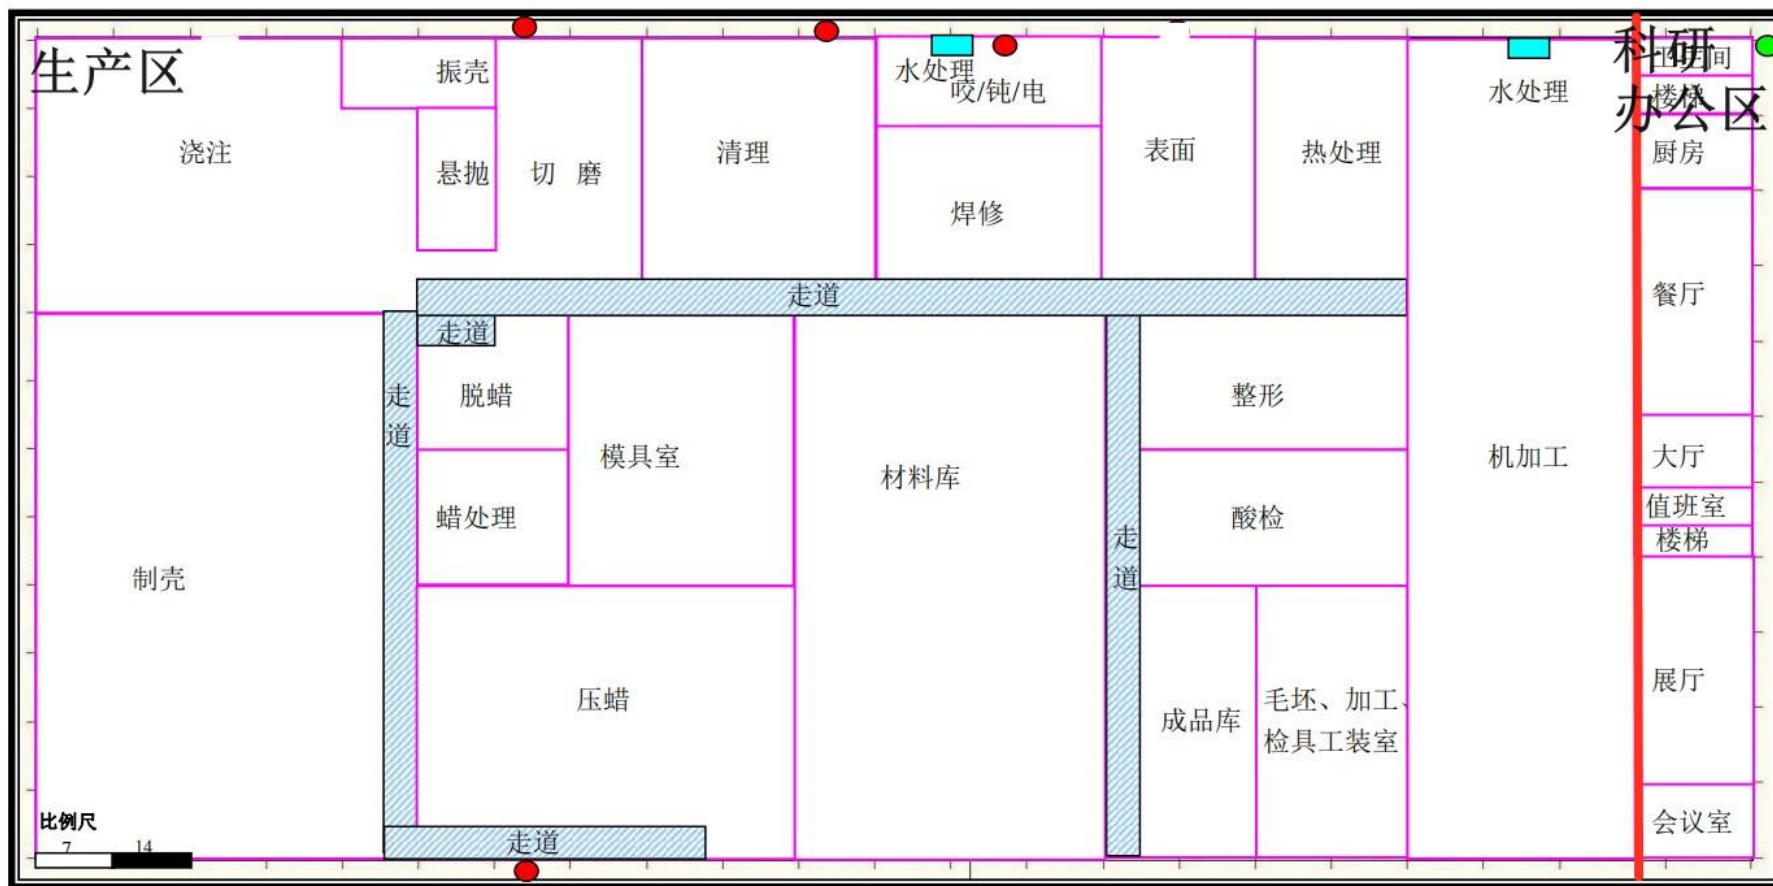 生产区
科研
办公区
振壳
水处理
咬/钝/电
水处理
卫生间
楼梯
浇注
悬抛
切 磨
清理
表面
热处理
厨房
焊修
走道
餐厅
走道
走
道
脱蜡
整形
模具室
材料库
机加工
大厅
蜡处理
酸检
值班室
走
道
楼梯
制壳
压蜡
成品库
毛坯、加工、
检具工装室
展厅
比例尺
7 14
走道
会议室